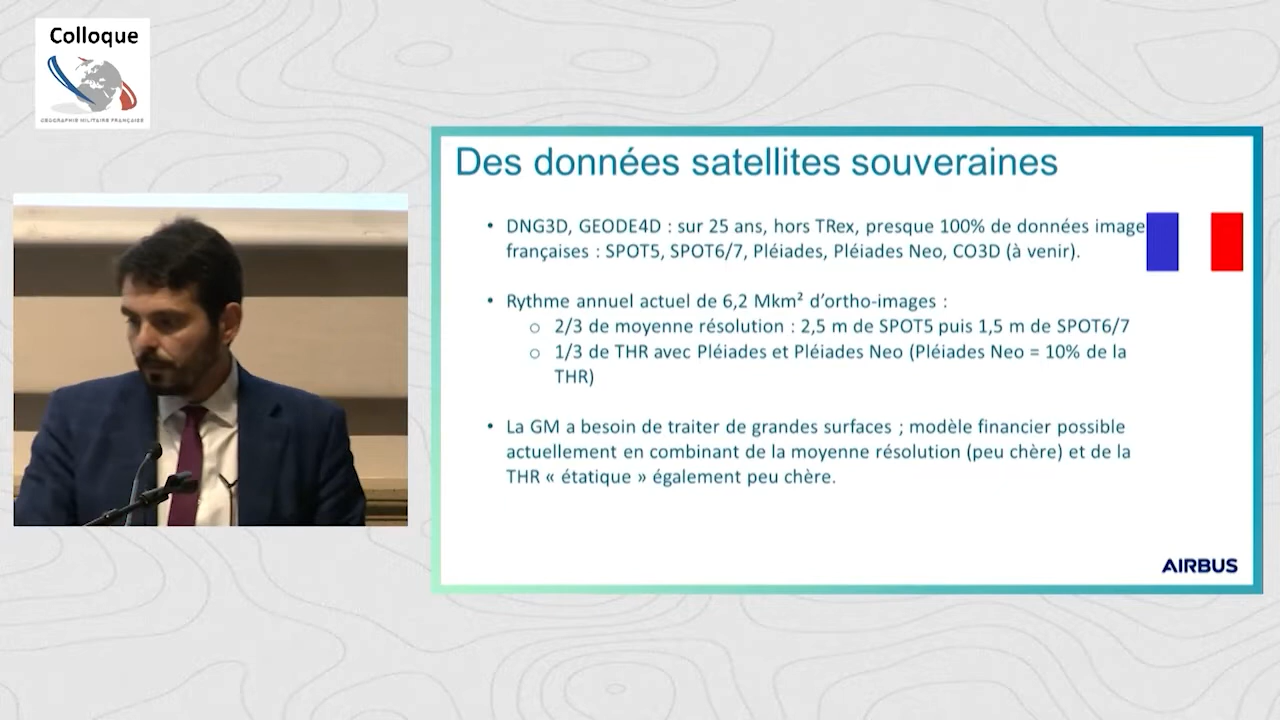 Colloque
GEOGRAPHIE MILITAIRE FRANÇAISE
Des données satellites souveraines
• DNG3D, GEODE4D : sur 25 ans, hors TRex, presque 100% de données image
françaises : SPOT5, SPOT6/7, Pléiades, Pléiades Neo, CO3D (à venir).
• Rythme annuel actuel de 6,2 Mkm² d’ortho-images :
o 2/3 de moyenne résolution : 2,5 m de SPOT5 puis 1,5 m de SPOT6/7
o 1/3 de THR avec Pléiades et Pléiades Neo (Pléiades Neo = 10% de la
THR)
• La GM a besoin de traiter de grandes surfaces ; modèle financier possible
actuellement en combinant de la moyenne résolution (peu chère) et de la
THR « étatique » également peu chère.
AIRBUS